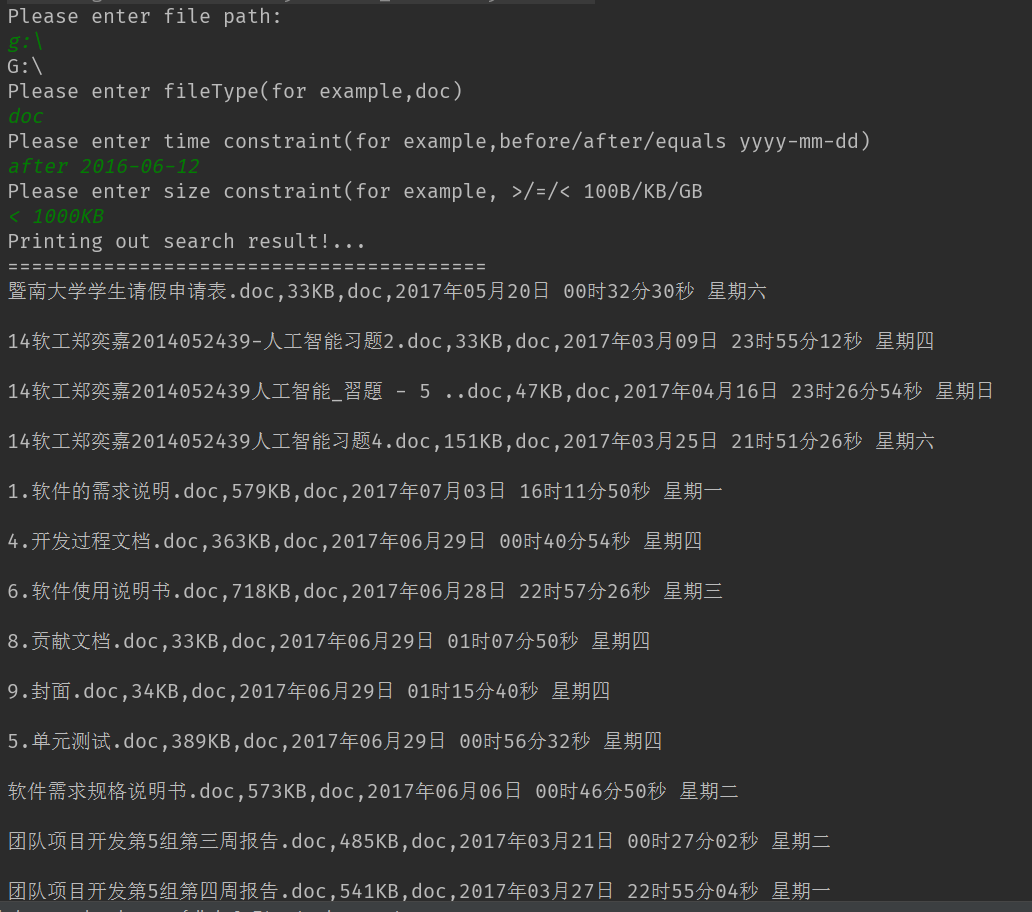 Please enter file path:
g:\
G:\
Please enter fileType(for example,doc)
doc
Please enter time constraint(for example,before/after/equals yyyy-mm-dd)
after 2016-06-12
Please enter size constraint(for example, >/=/< 100B/KB/GB
< 1000KB
Printing out search result!...
========================================
暨南大学学生请假申请表.doc,33KB,doc,2017年05月20日 00时32分30秒 星期六
14软工郑奕嘉2014052439-人工智能习题2.doc,33KB,doc,2017年03月09日 23时55分12秒 星期四
14软工郑奕嘉2014052439人工智能_習題 - 5 ..doc,47KB,doc,2017年04月16日 23时26分54秒 星期日
14软工郑奕嘉2014052439人工智能习题4.doc,151KB,doc,2017年03月25日 21时51分26秒 星期六
1.软件的需求说明.doc,579KB,doc,2017年07月03日 16时11分50秒 星期一
4.开发过程文档.doc,363KB,doc,2017年06月29日 00时40分54秒 星期四
6.软件使用说明书.doc,718KB,doc,2017年06月28日 22时57分26秒 星期三
8.贡献文档.doc,33KB,doc,2017年06月29日 01时07分50秒 星期四
9.封面.doc,34KB,doc,2017年06月29日 01时15分40秒 星期四
5.单元测试.doc,389KB,doc,2017年06月29日 00时56分32秒 星期四
软件需求规格说明书.doc,573KB,doc,2017年06月06日 00时46分50秒 星期二
团队项目开发第5组第三周报告.doc,485KB,doc,2017年03月21日 00时27分02秒 星期二
团队项目开发第5组第四周报告.doc,541KB,doc,2017年03月27日 22时55分04秒 星期一